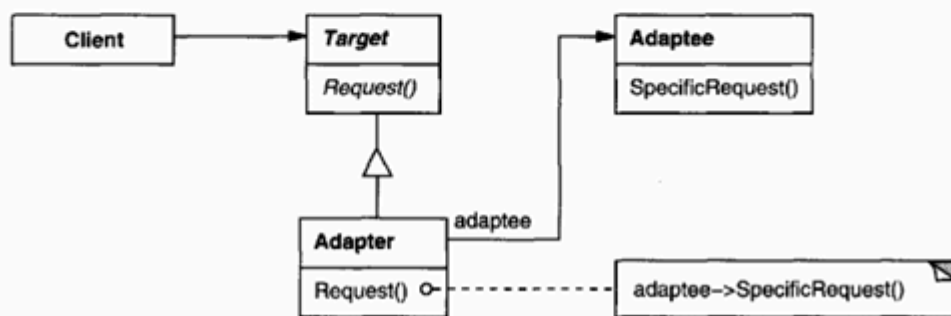 Client
Target
Request()
Adaptee
SpecificRequest()
adaptee
Adapter
Request()
adaptee->SpecificRequest()